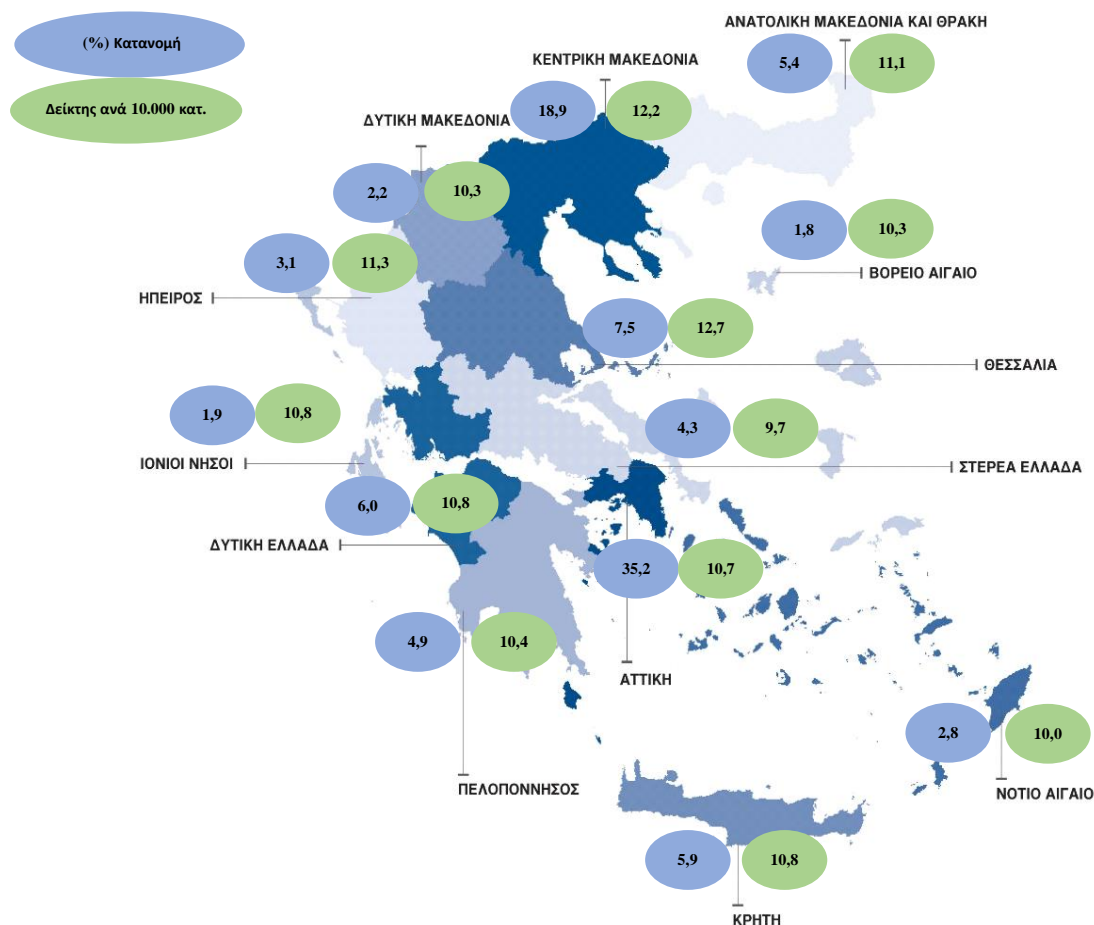 (%) Κατανομή
Δείκτης ανά 10.000 κατ.
ΑΝΑΤΟΛΙΚΗ ΜΑΚΕΔΟΝΙΑ ΚΑΙ ΘΡΑΚΗ
5,4 11,1
ΚΕΝΤΡΙΚΗ ΜΑΚΕΔΟΝΙΑ
18,9 12,2
ΔΥΤΙΚΗ ΜΑΚΕΔΟΝΙΑ
2,2 10,3
1,8 10,3
ΒΟΡΕΙΟ ΑΙΓΑΙΟ
3,1 11,3
ΗΠΕΙΡΟΣ
7,5 12,7
ΘΕΣΣΑΛΙΑ
1,9 10,8
ΙΟΝΙΟΙ ΝΗΣΟΙ
4,3 9,7
ΣΤΕΡΕΑ ΕΛΛΑΔΑ
6,0 10,8
ΔΥΤΙΚΗ ΕΛΛΑΔΑ
35,2 10,7
ΑΤΤΙΚΗ
4,9 10,4
ΠΕΛΟΠΟΝΝΗΣΟΣ
2,8 10,0
ΝΟΤΙΟ ΑΙΓΑΙΟ
5,9 10,8
ΚΡΗΤΗ